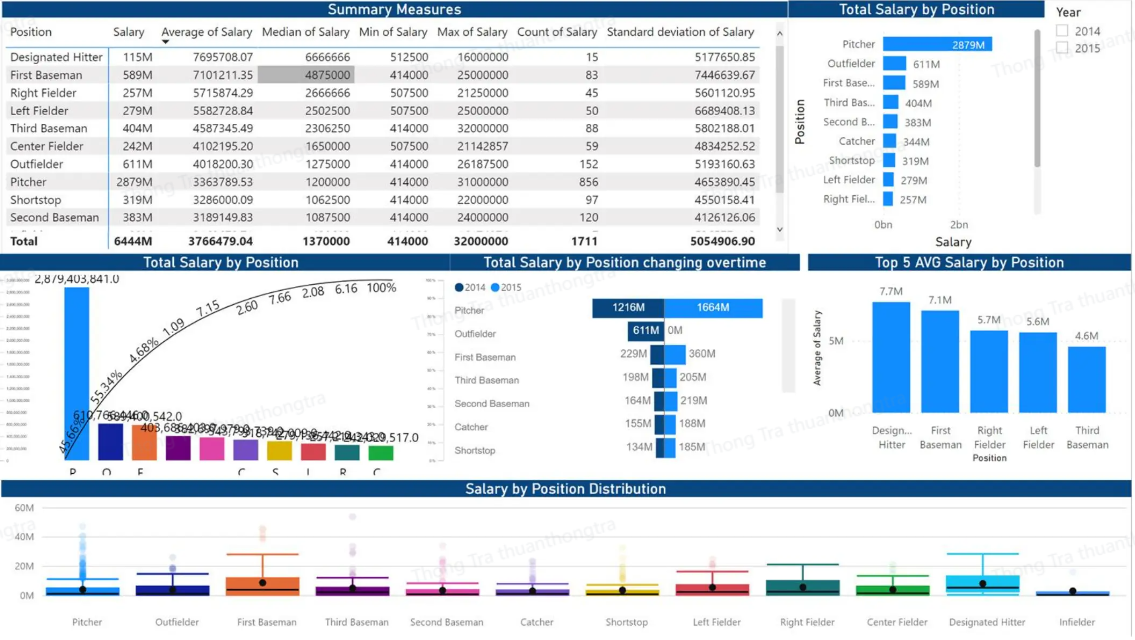 Summary Measures
Position Salary Average of Salary Median of Salary Min of Salary Max of Salary Count of Salary Standard deviation of Salary
Designated Hitter 115M 7695708.07 6666666 512500 16000000 15 5177650.85
First Baseman 589M 7101211.35 4875000 414000 25000000 83 7446639.67
Right Fielder 257M 5715874.29 2666666 507500 21250000 45 5601120.95
Left Fielder 279M 5582728.84 2502500 507500 25000000 50 6689408.13
Third Baseman 404M 4587345.49 2306250 414000 32000000 88 5802188.01
Center Fielder 242M 4102195.20 1650000 507500 21142857 59 4834252.52
Outfielder 611M 4018200.30 1275000 414000 26187500 152 5193160.63
Pitcher 2879M 3363789.53 1200000 414000 31000000 856 4653890.45
Shortstop 319M 3286000.09 1062500 414000 22000000 97 4550158.41
Second Baseman 383M 3189149.83 1087500 414000 24000000 120 4126126.06
Total 6444M 3766479.04 1370000 414000 32000000 1711 5054906.90
Total Salary by Position
Pitcher 2879M
Outfielder 611M
First Base... 589M
Third Bas... 404M
Second B... 383M
Catcher 344M
Shortstop 319M
Left Fielder 279M
Right Fiel... 257M
0bn 2bn
Salary
Position
Year
2014
2015
Total Salary by Position
2,879,403,841.0
45.66% 55.34% 4.68% 1.09 7.15 2.60 7.66 2.08 6.16 100%
P O F C S L R C
Total Salary by Position changing overtime
2014 2015
Pitcher 1216M 1664M
Outfielder 611M 0M
First Baseman 229M 360M
Third Baseman 198M 205M
Second Baseman 164M 219M
Catcher 155M 188M
Shortstop 134M 185M
Top 5 AVG Salary by Position
Average of Salary
5M
0M
7.7M 7.1M 5.7M 5.6M 4.6M
Design... Hitter
First Baseman
Right Fielder
Left Fielder
Third Baseman
Position
Salary by Position Distribution
60M
40M
20M
0M
Pitcher Outfielder First Baseman Third Baseman Second Baseman Catcher Shortstop Left Fielder Right Fielder Center Fielder Designated Hitter Infielder
Thong Tra thuanthongtra